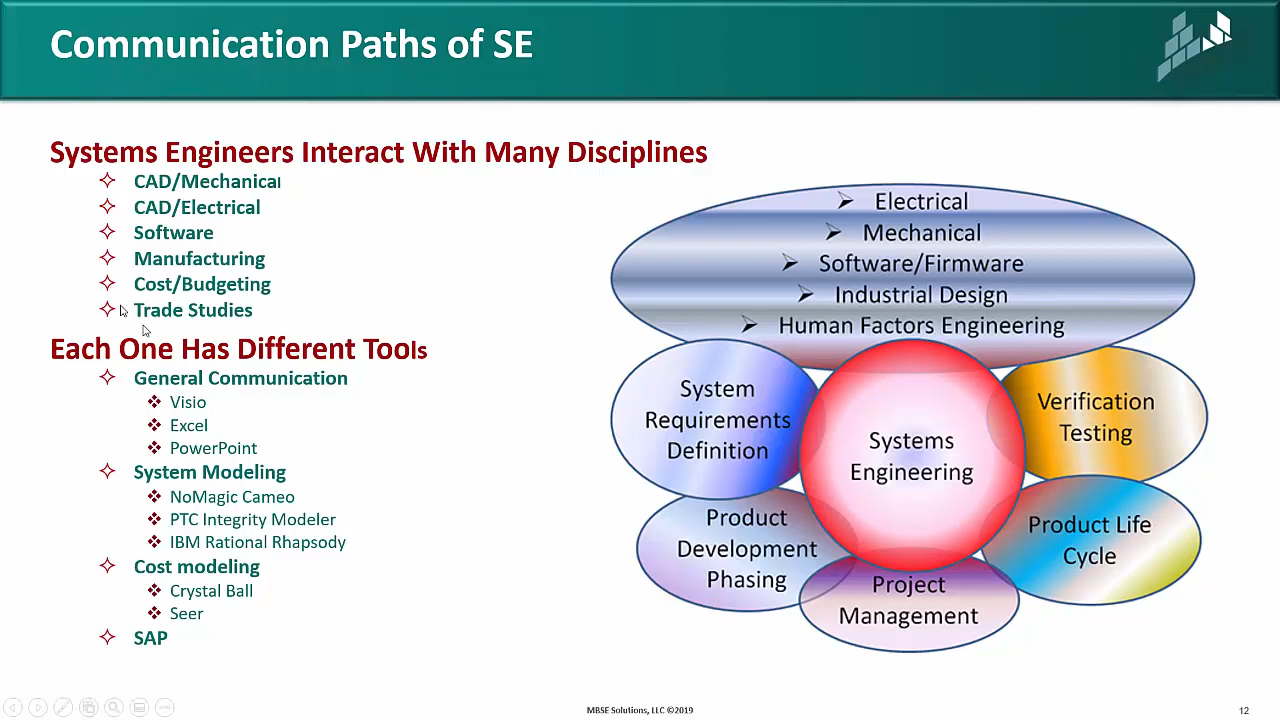 Communication Paths of SE
Systems Engineers Interact With Many Disciplines
CAD/Mechanical
CAD/Electrical
Software
Manufacturing
Cost/Budgeting
Trade Studies
Each One Has Different Tools
General Communication
Visio
Excel
PowerPoint
System Modeling
NoMagic Cameo
PTC Integrity Modeler
IBM Rational Rhapsody
Cost modeling
Crystal Ball
Seer
SAP
Electrical
Mechanical
Software/Firmware
Industrial Design
Human Factors Engineering
System
Requirements
Definition
Systems
Engineering
Verification
Testing
Product
Development
Phasing
Product Life
Cycle
Project
Management
MBSE Solutions, LLC ©2019
12